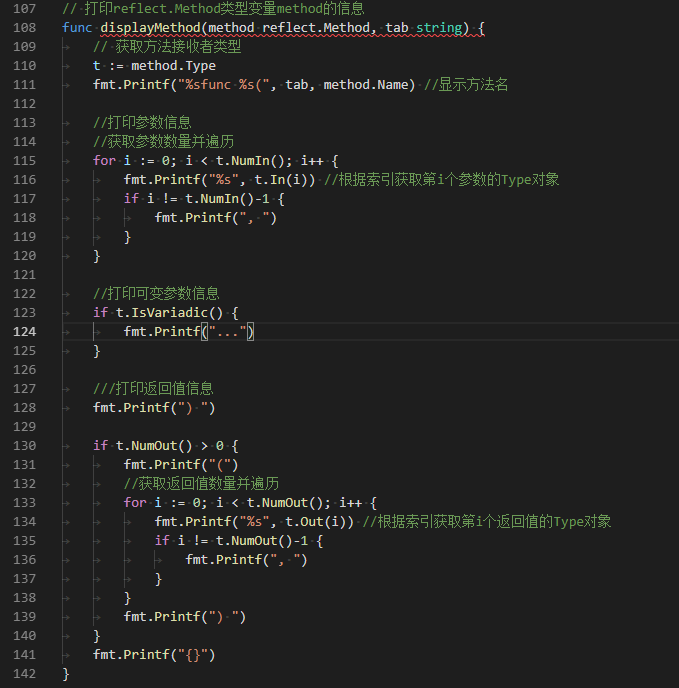 107 // 打印reflect.Method类型变量method的信息
108 func displayMethod(method reflect.Method, tab string) {
109 // 获取方法接收者类型
110 t := method.Type
111 fmt.Printf("%sfunc %s(", tab, method.Name) //显示方法名
112
113 //打印参数信息
114 //获取参数数量并遍历
115 for i := 0; i < t.NumIn(); i++ {
116 fmt.Printf("%s", t.In(i)) //根据索引获取第i个参数的Type对象
117 if i != t.NumIn()-1 {
118 fmt.Printf(", ")
119 }
120 }
121
122 //打印可变参数信息
123 if t.IsVariadic() {
124 fmt.Printf("...")
125 }
126
127 ///打印返回值信息
128 fmt.Printf(") ")
129
130 if t.NumOut() > 0 {
131 fmt.Printf("(")
132 //获取返回值数量并遍历
133 for i := 0; i < t.NumOut(); i++ {
134 fmt.Printf("%s", t.Out(i)) //根据索引获取第i个返回值的Type对象
135 if i != t.NumOut()-1 {
136 fmt.Printf(", ")
137 }
138 }
139 fmt.Printf(") ")
140 }
141 fmt.Printf("{}")
142 }